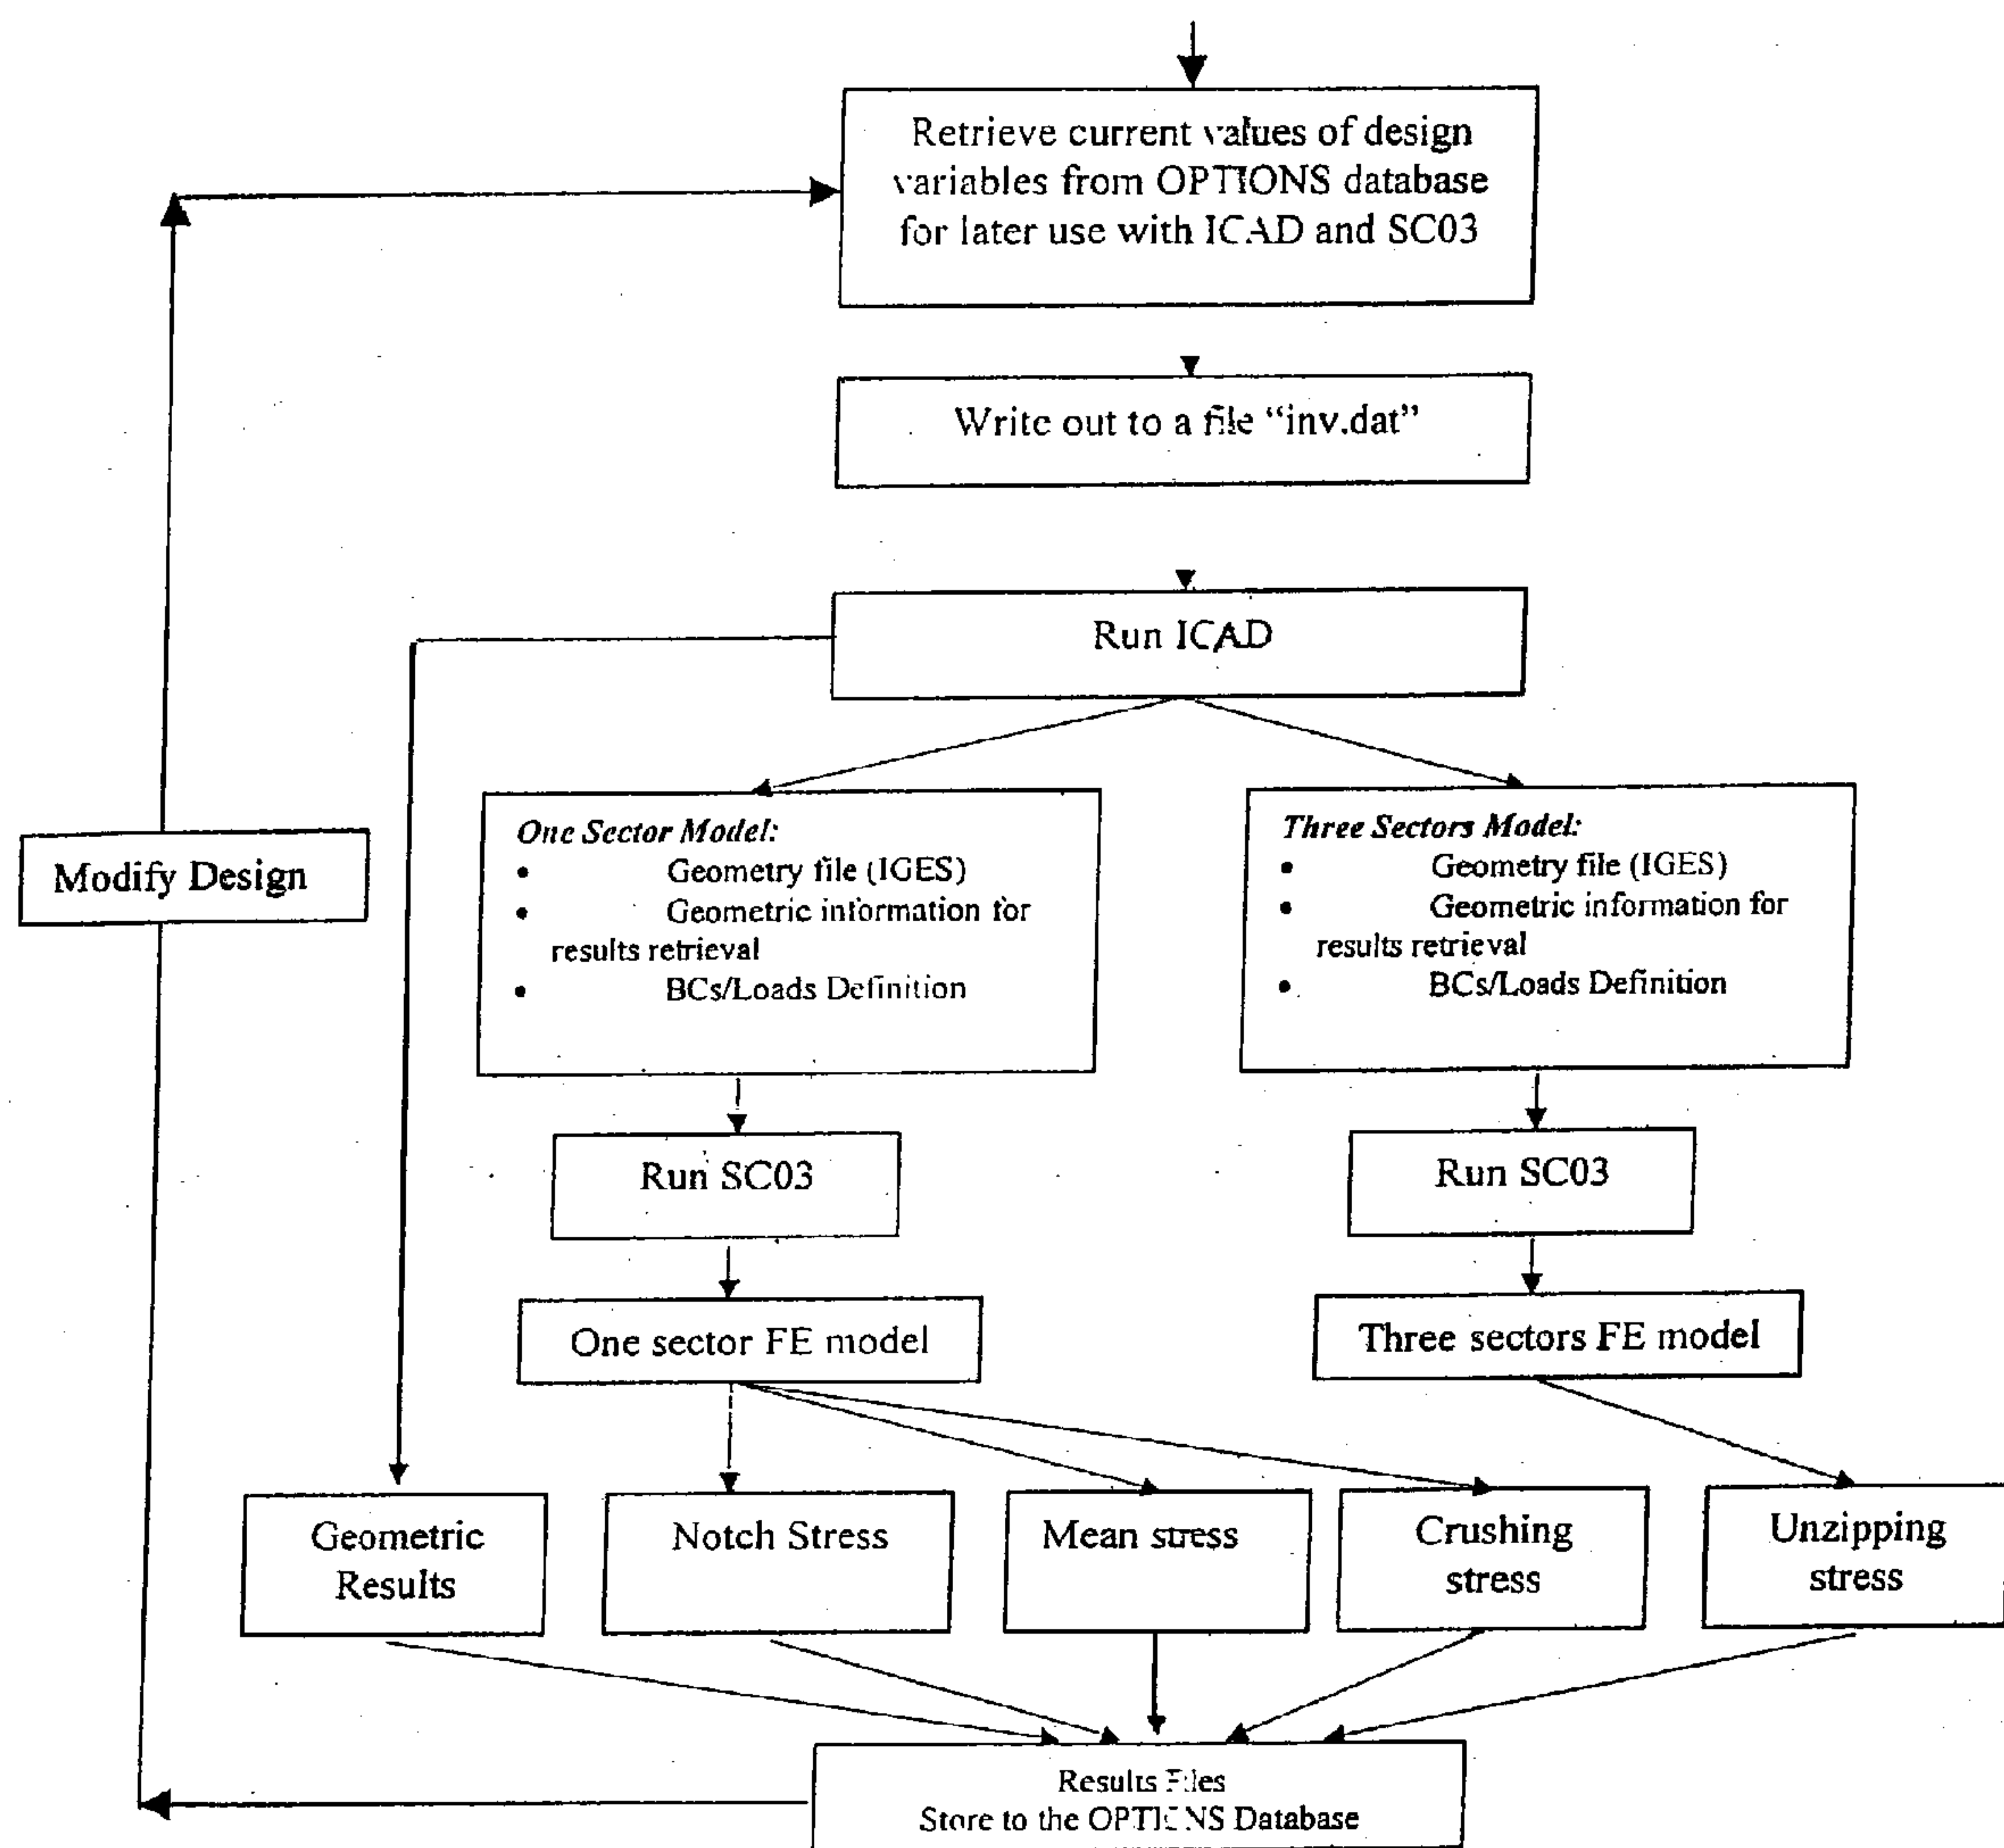 Retrieve current values of design
variables from OPTIONS database
for later use with ICAD and SC03
Write out to a file “inv.dat”
Run ICAD
Modify Design
One Sector Model:
• Geometry file (IGES)
• Geometric information for
results retrieval
• BCs/Loads Definition
Three Sectors Model:
• Geometry file (IGES)
• Geometric information for
results retrieval
• BCs/Loads Definition
Run SC03
Run SC03
One sector FE model
Three sectors FE model
Geometric
Results
Notch Stress
Mean stress
Crushing
stress
Unzipping
stress
Results Files
Store to the OPTIONS Database